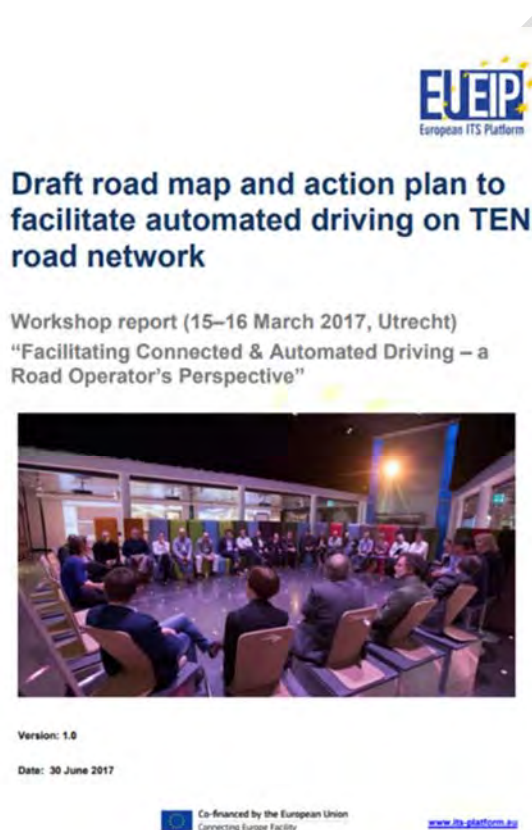 EU EIP
European ITS Platform
Draft road map and action plan to
facilitate automated driving on TEN
road network
Workshop report (15–16 March 2017, Utrecht)
“Facilitating Connected & Automated Driving – a
Road Operator’s Perspective”
Version: 1.0
Date: 30 June 2017
Co-financed by the European Union
Connecting Europe Facility
www.its-platform.eu